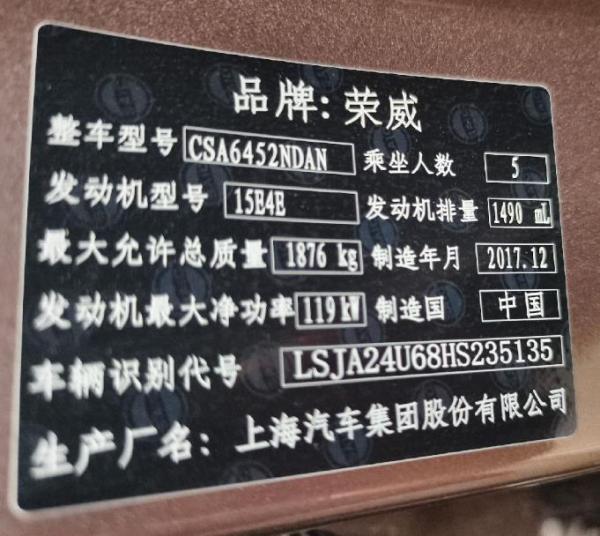 品牌: 荣威
整车型号 CSA6452NDAN 乘坐人数 5
发动机型号 15E4E 发动机排量 1490 mL
最大允许总质量 1876 kg 制造年月 2017.12
发动机最大净功率 119 kW 制造国 中国
车辆识别代号 LSJA24U68HS235135
生产厂名: 上海汽车集团股份有限公司